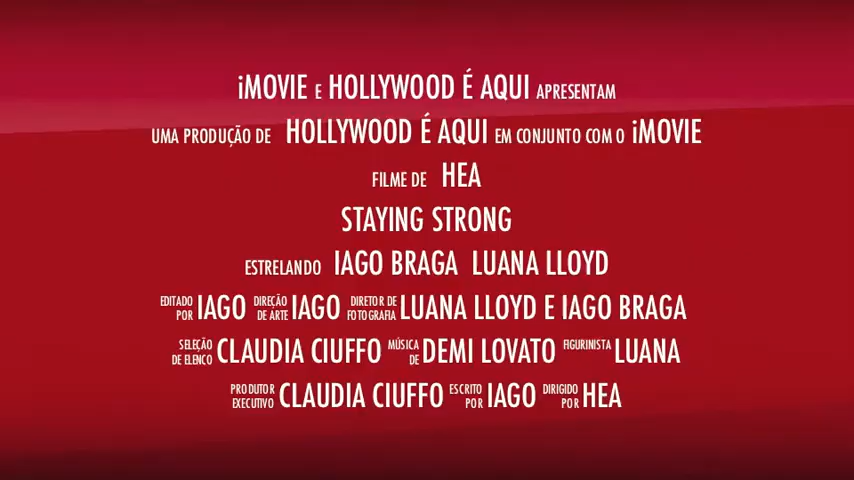 iMOVIE E HOLLYWOOD É AQUI APRESENTAM
UMA PRODUÇÃO DE HOLLYWOOD É AQUI EM CONJUNTO COM O iMOVIE
FILME DE HEA
STAYING STRONG
ESTRELANDO IAGO BRAGA LUANA LLOYD
EDITADO POR IAGO DIREÇÃO DE ARTE IAGO DIRETOR DE FOTOGRAFIA LUANA LLOYD E IAGO BRAGA
SELEÇÃO DE ELENCO CLAUDIA CIUFFO MÚSICA DE DEMI LOVATO FIGURINISTA LUANA
PRODUTOR EXECUTIVO CLAUDIA CIUFFO ESCRITO POR IAGO DIRIGIDO POR HEA